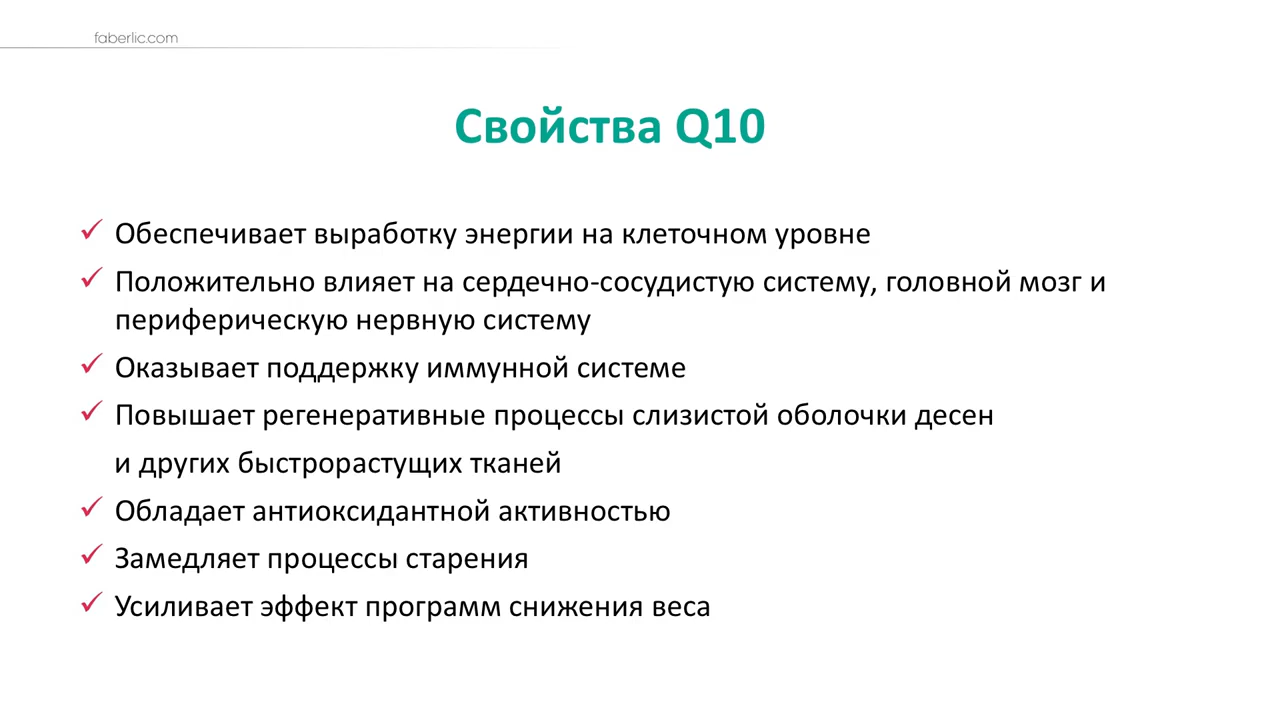 faberlic.com
Свойства Q10
✓ Обеспечивает выработку энергии на клеточном уровне
✓ Положительно влияет на сердечно-сосудистую систему, головной мозг и
периферическую нервную систему
✓ Оказывает поддержку иммунной системе
✓ Повышает регенеративные процессы слизистой оболочки десен
и других быстрорастущих тканей
✓ Обладает антиоксидантной активностью
✓ Замедляет процессы старения
✓ Усиливает эффект программ снижения веса